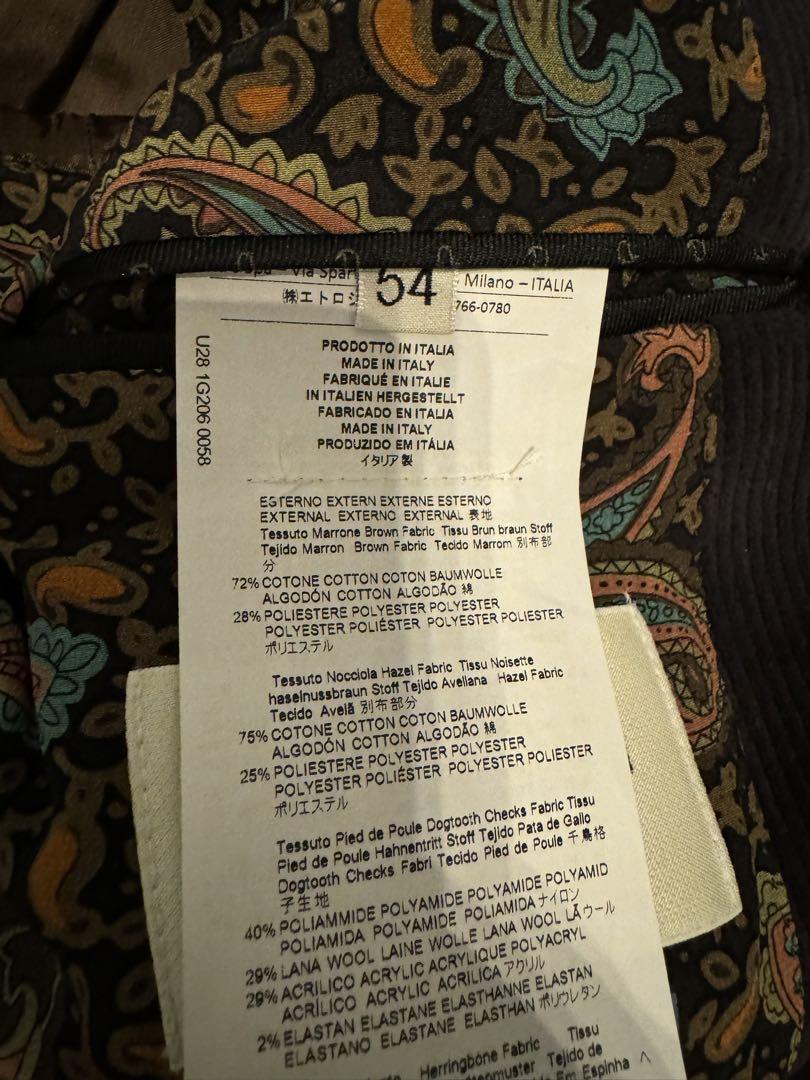 Via Spar
Milano – ITALIA
54
㈱エトロ
766-0780
U28 1G206 0058
PRODOTTO IN ITALIA
MADE IN ITALY
FABRIQUÉ EN ITALIE
IN ITALIEN HERGESTELLT
FABRICADO EN ITALIA
MADE IN ITALY
PRODUZIDO EM ITÁLIA
イタリア製
ESTERNO EXTERN EXTERNE ESTERNO
EXTERNAL EXTERNO EXTERNAL 表地
Tessuto Marrone Brown Fabric Tissu Brun braun Stoff
Tejido Marron Brown Fabric Tecido Marrom 別布部
分
72% COTONE COTTON COTON BAUMWOLLE
ALGODÓN COTTON ALGODÃO 綿
28% POLIESTERE POLYESTER POLYESTER
POLYESTER POLIÉSTER POLYESTER POLIESTER
ポリエステル
Tessuto Nocciola Hazel Fabric Tissu Noisette
haselnussbraun Stoff Tejido Avellana Hazel Fabric
Tecido Avelã 別布部分
75% COTONE COTTON COTON BAUMWOLLE
ALGODÓN COTTON ALGODÃO 綿
25% POLIESTERE POLYESTER POLYESTER
POLYESTER POLIÉSTER POLYESTER POLIESTER
ポリエステル
Tessuto Pied de Poule Dogtooth Checks Fabric Tissu
Pied de Poule Hahnentritt Stoff Tejido Pata de Gallo
Dogtooth Checks Fabri Tecido Pied de Poule 千鳥格
子生地
40% POLIAMMIDE POLYAMIDE POLYAMIDE POLYAMID
POLIAMIDA POLYAMIDE POLIAMIDA ナイロン
29% LANA WOOL LAINE WOLLE LANA WOOL LÃ ウール
29% ACRILICO ACRYLIC ACRYLIQUE POLYACRYL
ACRÍLICO ACRYLIC ACRILICA アクリル
2% ELASTAN ELASTANE ELASTHANNE ELASTAN
ELASTANO ELASTANE ELASTHAN ポリウレタン
Herringbone Fabric Tissu
Tejido de
Em Espinha